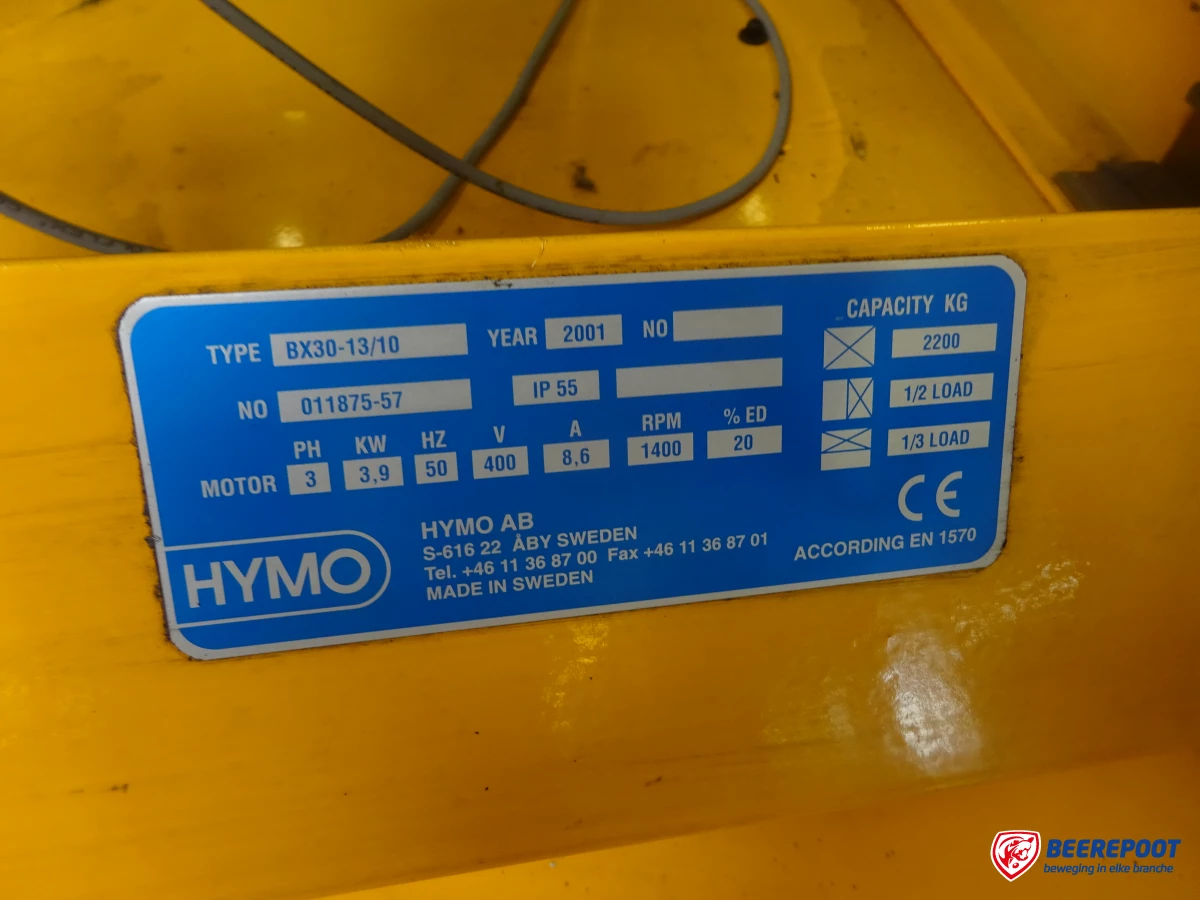 TYPE BX30-13/10 YEAR 2001 NO
NO 011875-57 IP 55
PH KW HZ V A RPM % ED
MOTOR 3 3,9 50 400 8,6 1400 20
CAPACITY KG
2200
1/2 LOAD
1/3 LOAD
CE
ACCORDING EN 1570
HYMO
HYMO AB
S-616 22 ÅBY SWEDEN
Tel. +46 11 36 87 00 Fax +46 11 36 87 01
MADE IN SWEDEN
BEEREPOOT
beweging in elke branche